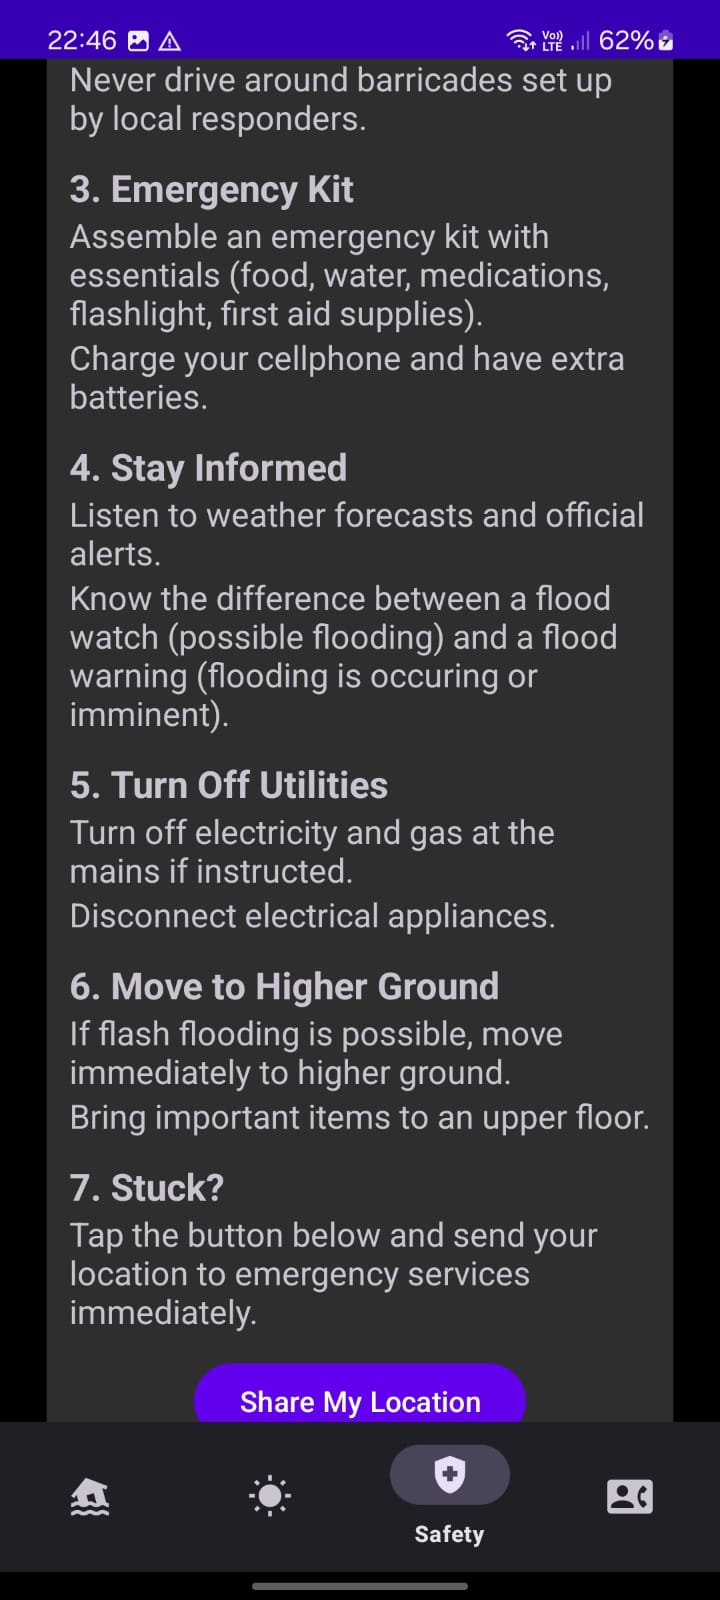 22:46
Vo))
LTE
62%
Never drive around barricades set up
by local responders.
3. Emergency Kit
Assemble an emergency kit with
essentials (food, water, medications,
flashlight, first aid supplies).
Charge your cellphone and have extra
batteries.
4. Stay Informed
Listen to weather forecasts and official
alerts.
Know the difference between a flood
watch (possible flooding) and a flood
warning (flooding is occuring or
imminent).
5. Turn Off Utilities
Turn off electricity and gas at the
mains if instructed.
Disconnect electrical appliances.
6. Move to Higher Ground
If flash flooding is possible, move
immediately to higher ground.
Bring important items to an upper floor.
7. Stuck?
Tap the button below and send your
location to emergency services
immediately.
Share My Location
Safety